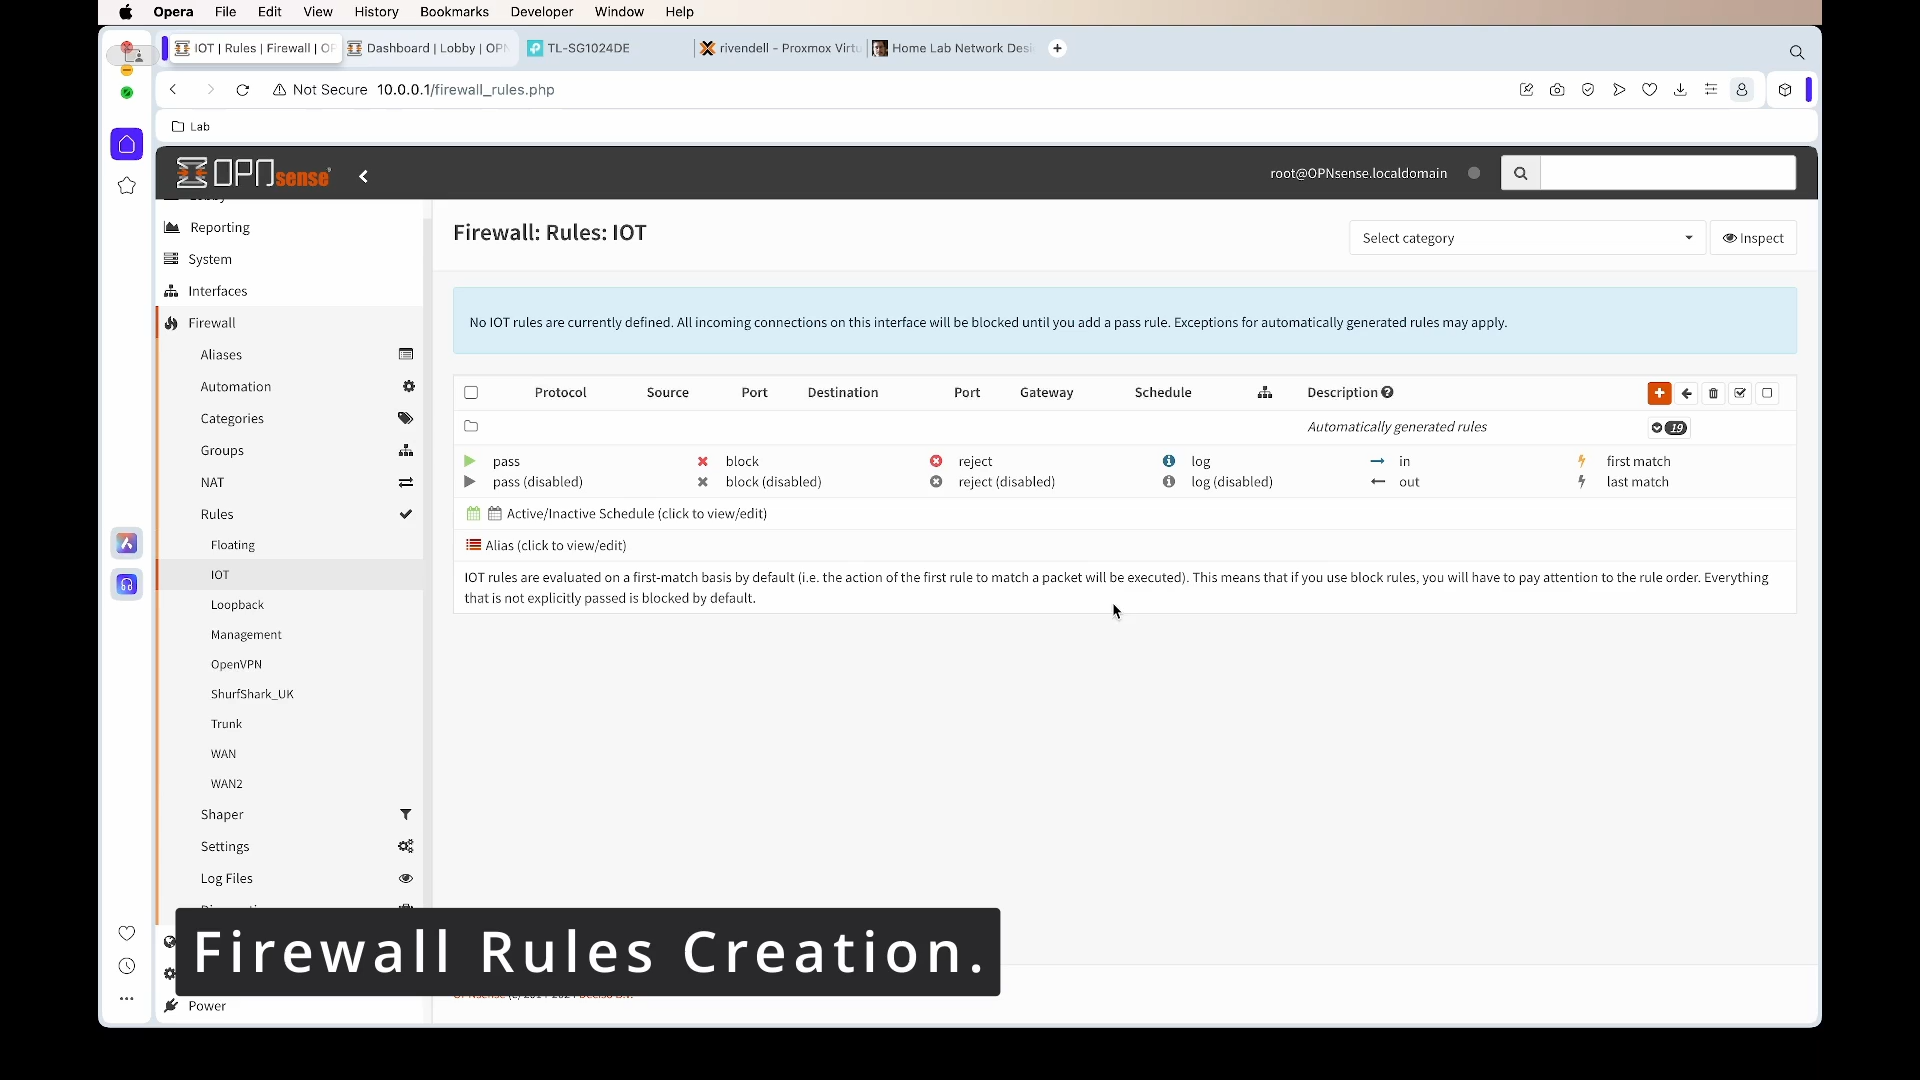 Opera File Edit View History Bookmarks Developer Window Help
IOT | Rules | Firewall | OP
Dashboard | Lobby | OPN
TL-SG1024DE
rivendell - Proxmox Virtu
Home Lab Network Desi
Not Secure 10.0.0.1/firewall_rules.php
Lab
OPNsense
root@OPNsense.localdomain
Lobby
Reporting
System
Interfaces
Firewall
Aliases
Automation
Categories
Groups
NAT
Rules
Floating
IOT
Loopback
Management
OpenVPN
ShurfShark_UK
Trunk
WAN
WAN2
Shaper
Settings
Log Files
Power
Firewall: Rules: IOT
Select category
Inspect
No IOT rules are currently defined. All incoming connections on this interface will be blocked until you add a pass rule. Exceptions for automatically generated rules may apply.
Protocol Source Port Destination Port Gateway Schedule Description
Automatically generated rules 19
pass block reject log in first match
pass (disabled) block (disabled) reject (disabled) log (disabled) out last match
Active/Inactive Schedule (click to view/edit)
Alias (click to view/edit)
IOT rules are evaluated on a first-match basis by default (i.e. the action of the first rule to match a packet will be executed). This means that if you use block rules, you will have to pay attention to the rule order. Everything
that is not explicitly passed is blocked by default.
Firewall Rules Creation.